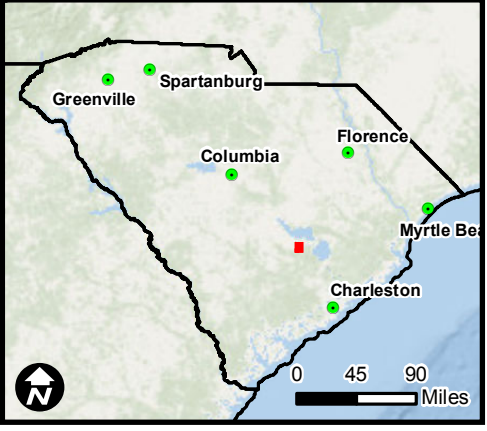 Spartanburg
Greenville
Florence
Columbia
Myrtle Bea
Charleston
0 45 90
Miles
N